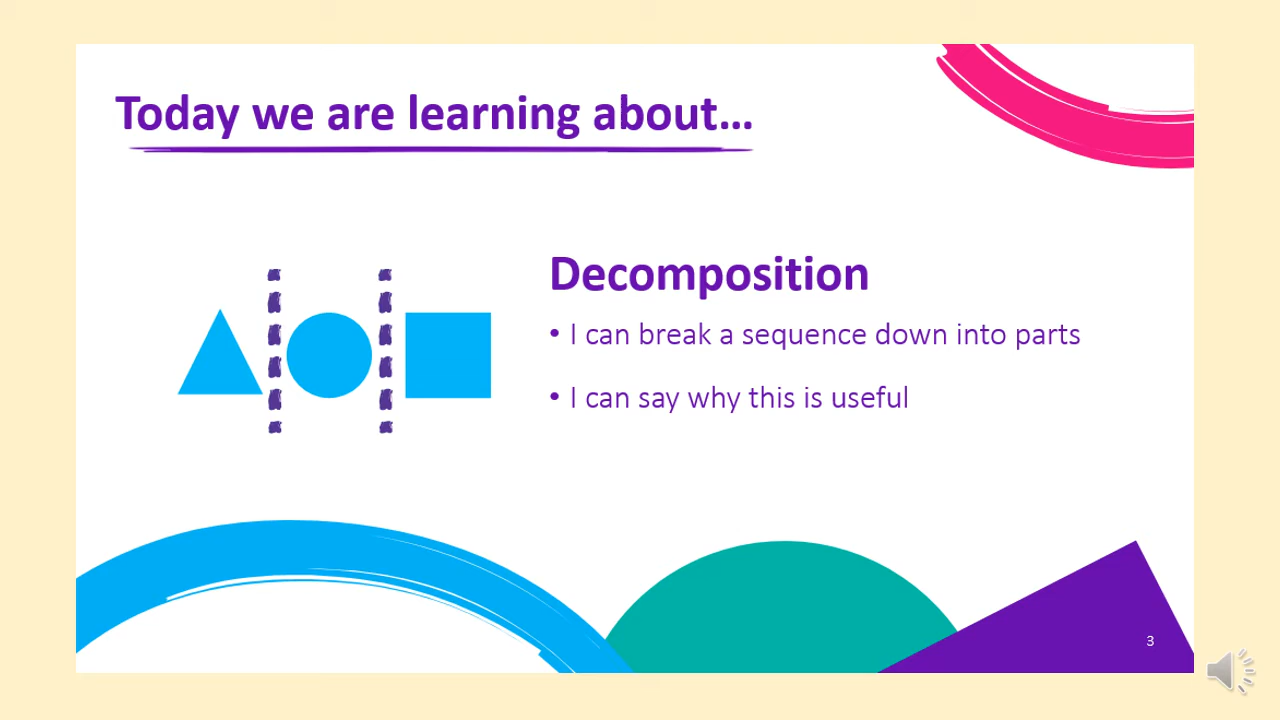 Today we are learning about…
Decomposition
• I can break a sequence down into parts
• I can say why this is useful
3